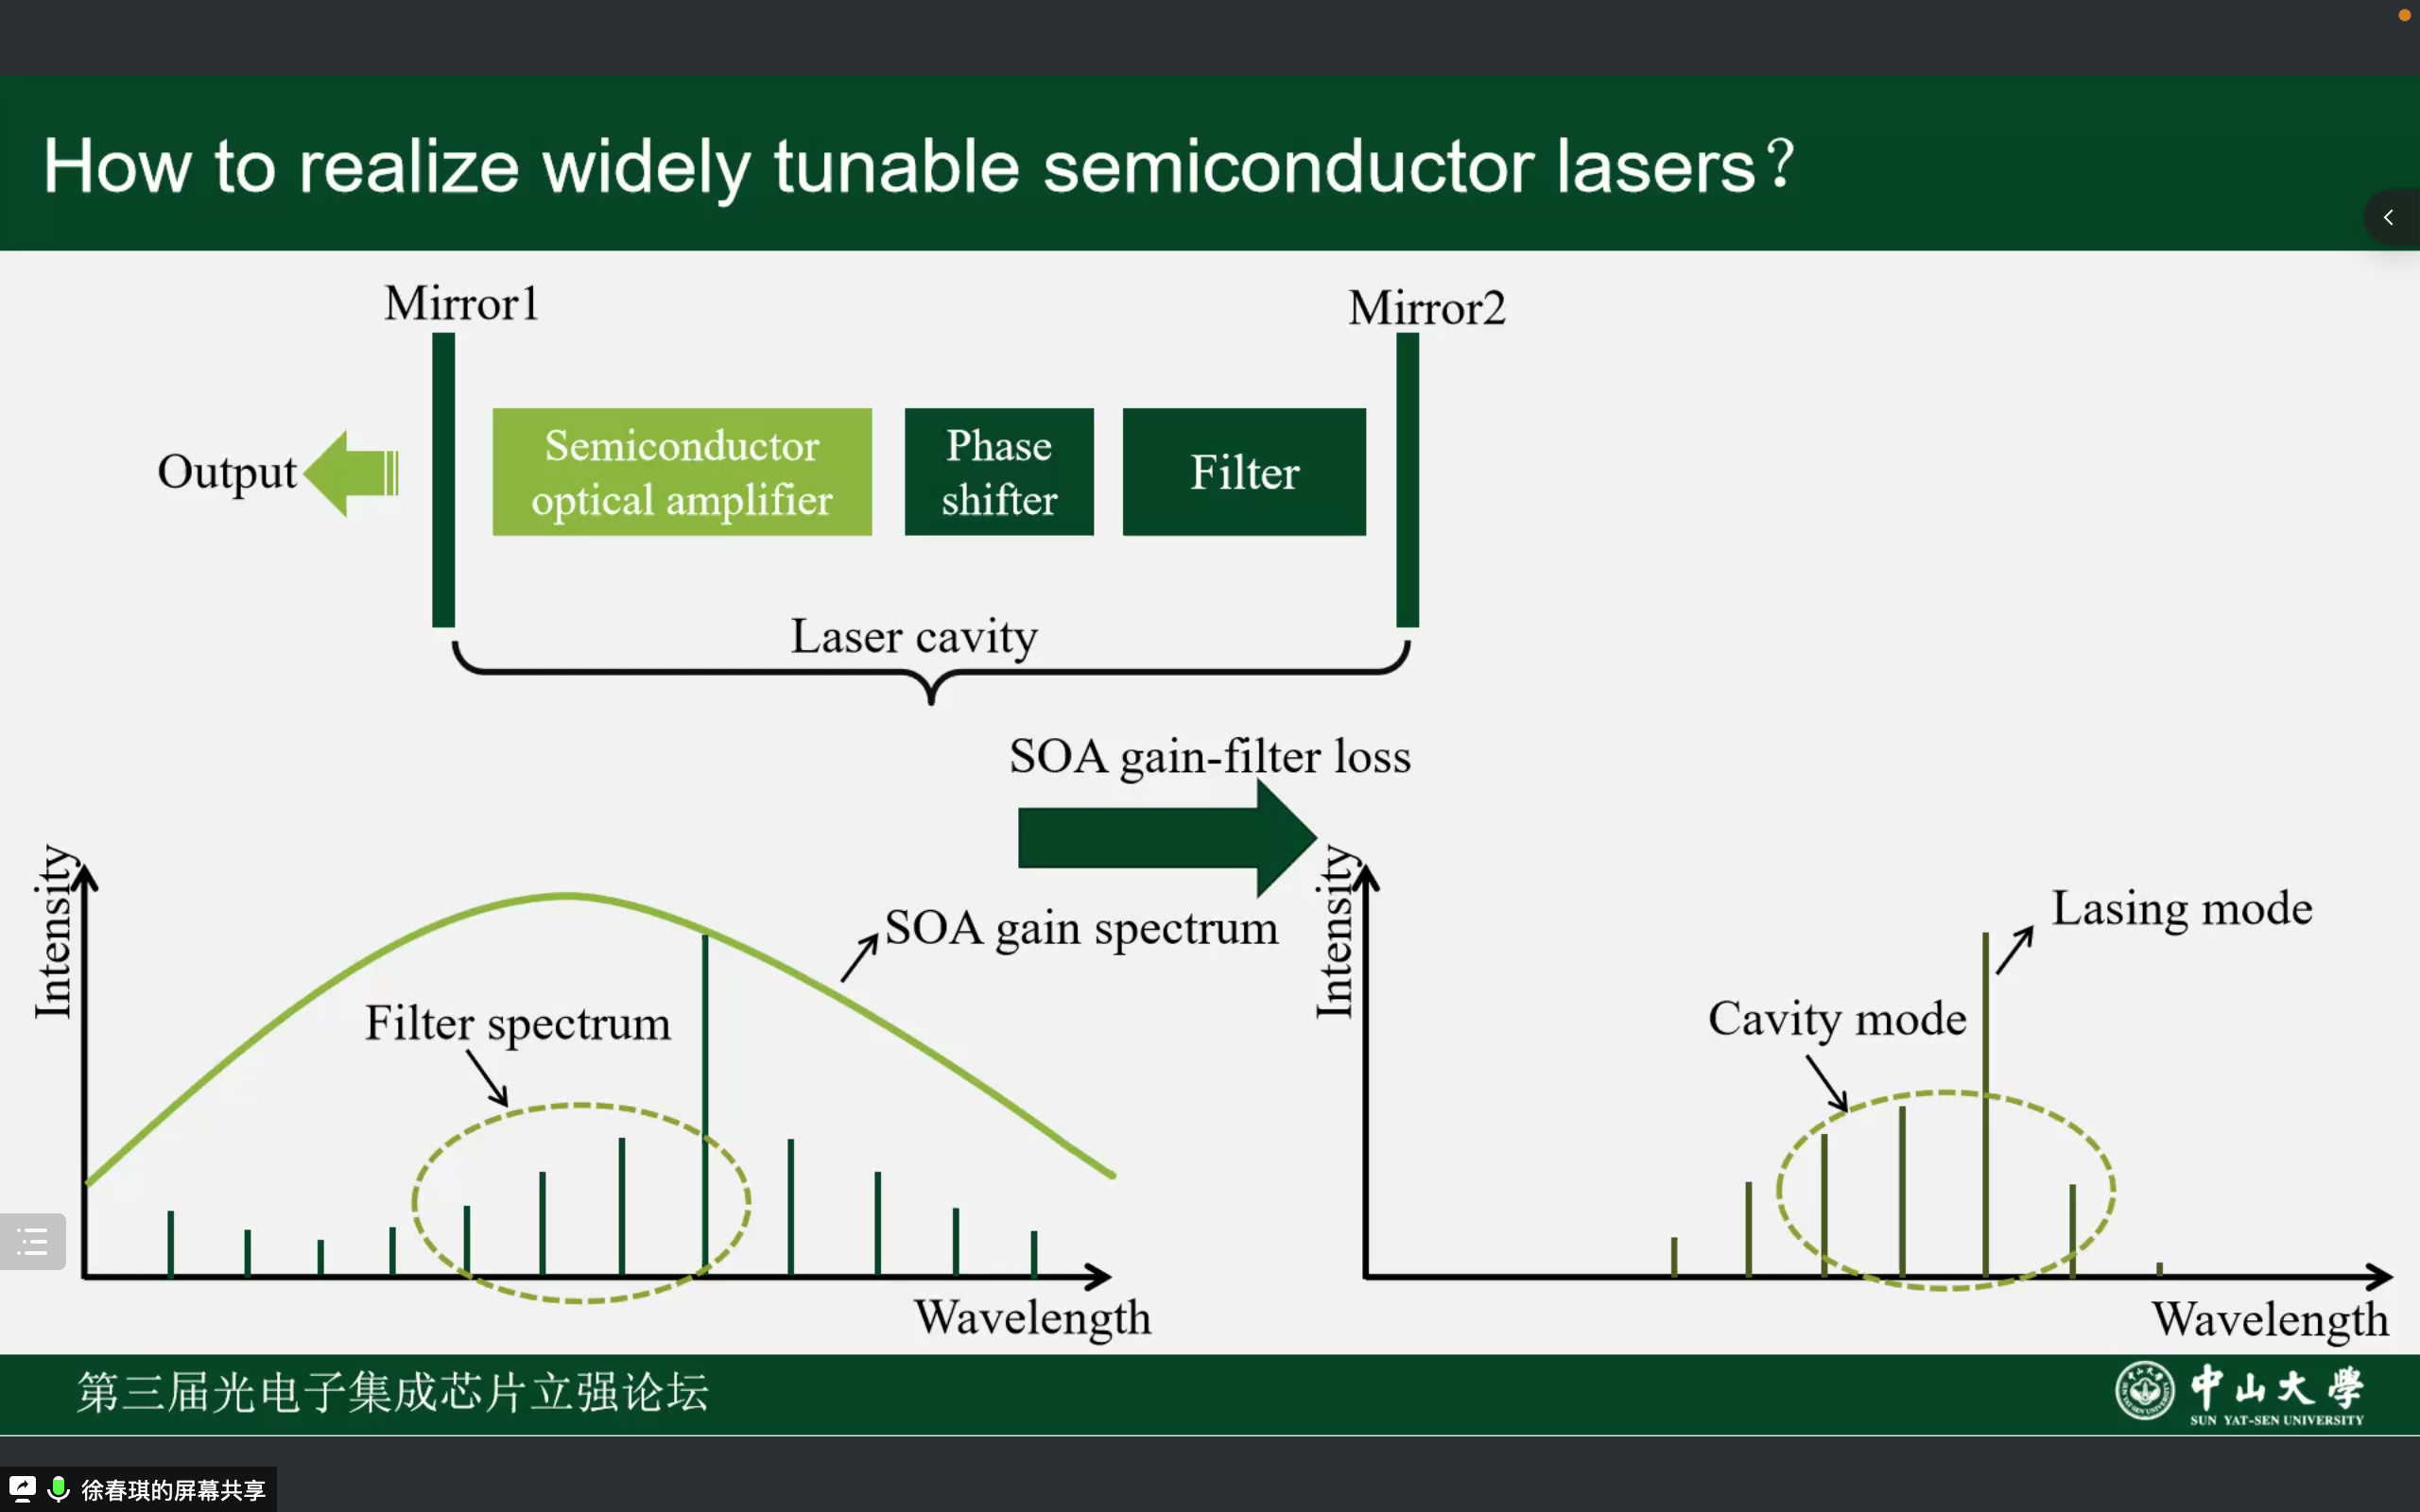 How to realize widely tunable semiconductor lasers？
Mirror1
Mirror2
Output
Semiconductor
optical amplifier
Phase
shifter
Filter
Laser cavity
SOA gain-filter loss
Intensity
SOA gain spectrum
Filter spectrum
Wavelength
Intensity
Lasing mode
Cavity mode
Wavelength
第三届光电子集成芯片立强论坛
中山大學
SUN YAT-SEN UNIVERSITY
徐春琪的屏幕共享